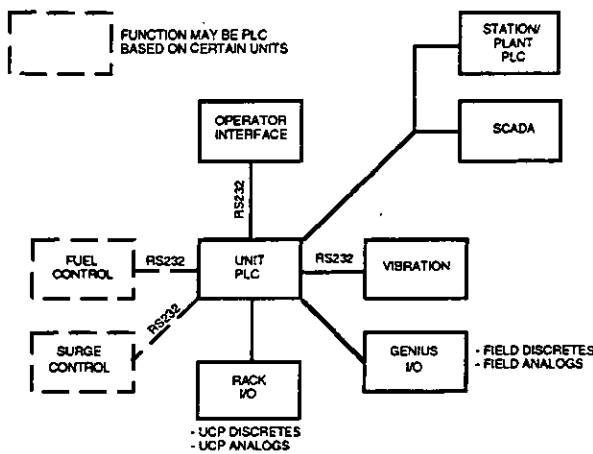 FUNCTION MAY BE PLC
BASED ON CERTAIN UNITS
STATION/
PLANT
PLC
OPERATOR
INTERFACE
SCADA
RS232
FUEL
CONTROL
RS232
UNIT
PLC
RS232
VIBRATION
RS232
SURGE
CONTROL
RACK
I/O
GENIUS
I/O
- FIELD DISCRETES
- FIELD ANALOGS
- UCP DISCRETES
- UCP ANALOGS